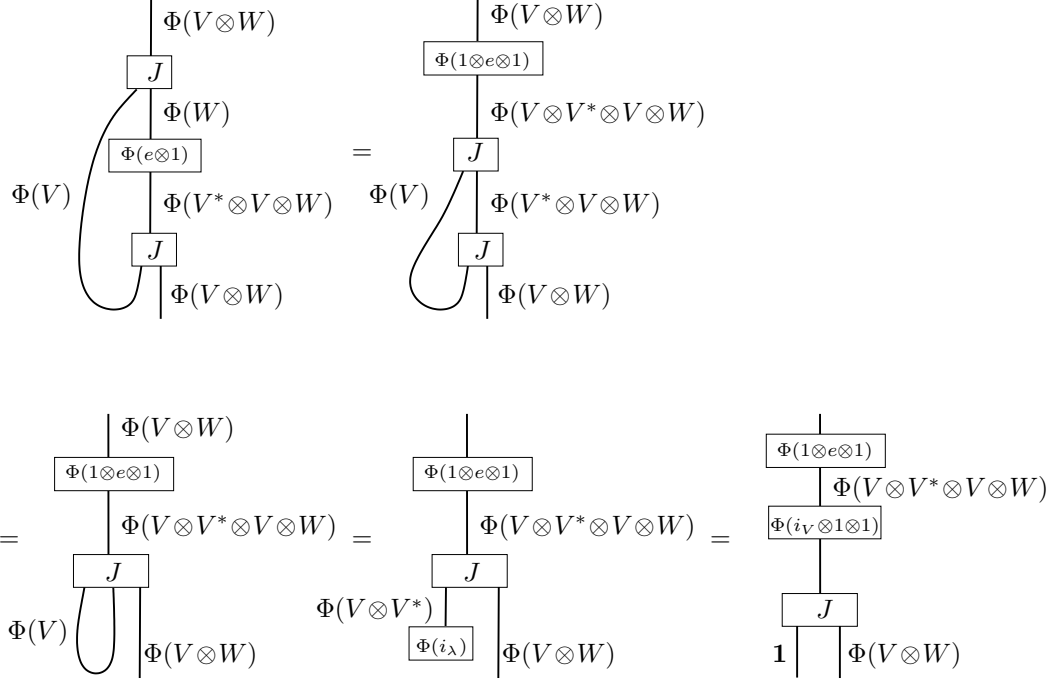 Φ(V⊗W) Φ(V⊗W)
J Φ(1⊗e⊗1)
Φ(W) Φ(V⊗V*⊗V⊗W)
Φ(e⊗1) = J
Φ(V) Φ(V*⊗V⊗W) Φ(V) Φ(V*⊗V⊗W)
J J
Φ(V⊗W) Φ(V⊗W)
Φ(V⊗W)
Φ(1⊗e⊗1) Φ(1⊗e⊗1) Φ(1⊗e⊗1)
Φ(V⊗V*⊗V⊗W)
= Φ(V⊗V*⊗V⊗W) = Φ(V⊗V*⊗V⊗W) = Φ(i_V⊗1⊗1)
J J J
Φ(V) Φ(V⊗V*)
Φ(V⊗W) Φ(i_λ) Φ(V⊗W) 1 Φ(V⊗W)